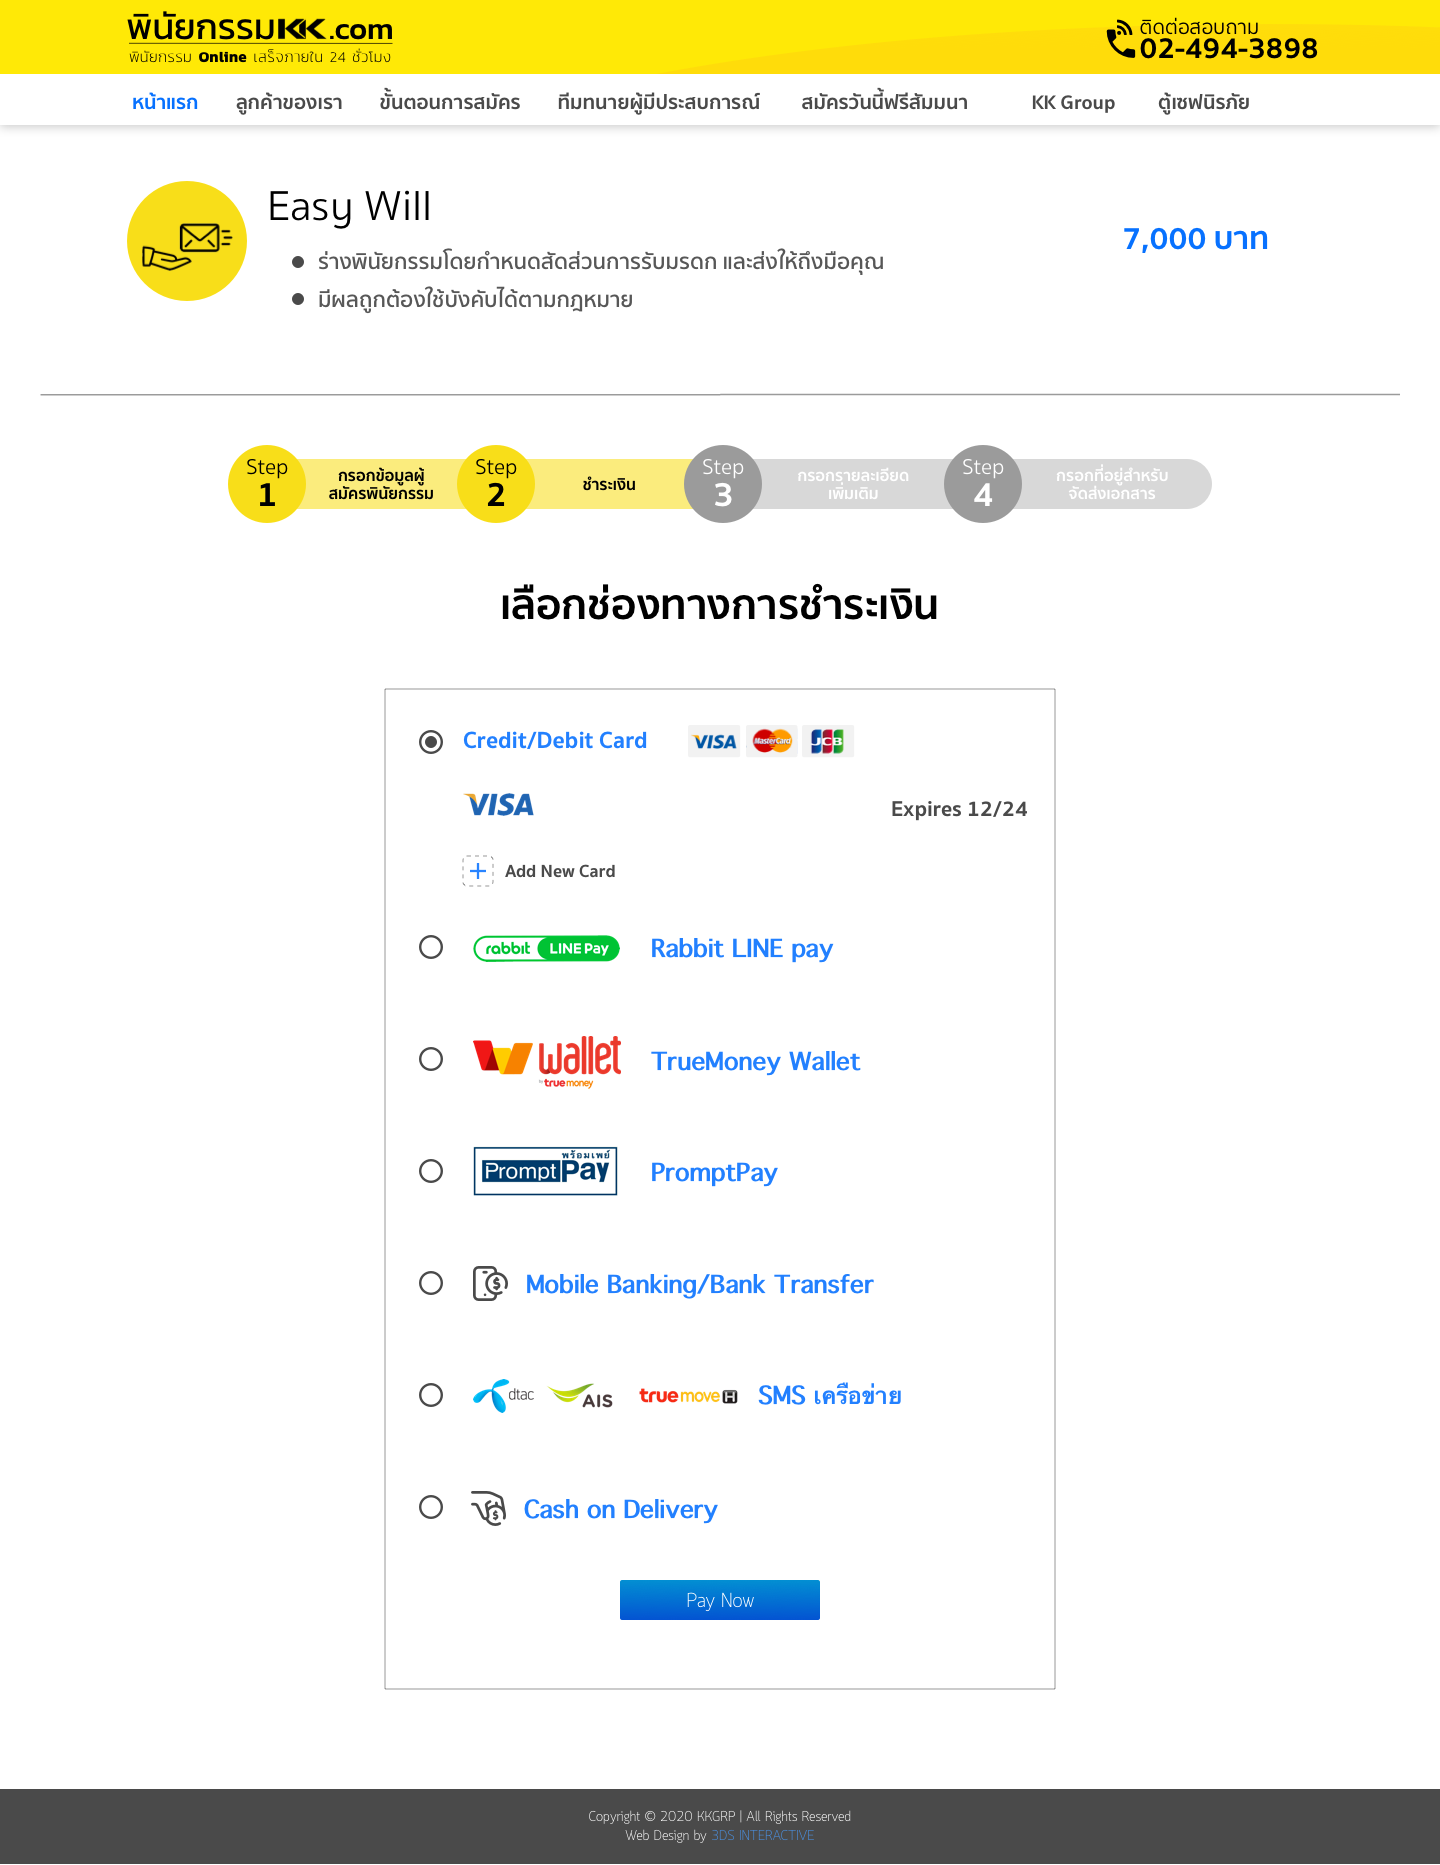 พินัยกรรมKK.com
พินัยกรรม Online เสร็จภายใน 24 ชั่วโมง
ติดต่อสอบถาม
02-494-3898
หน้าแรก ลูกค้าของเรา ขั้นตอนการสมัคร ทีมทนายผู้มีประสบการณ์ สมัครวันนี้ฟรีสัมมนา KK Group ตู้เซฟนิรภัย
Easy Will
ร่างพินัยกรรมโดยกำหนดสัดส่วนการรับมรดก และส่งให้ถึงมือคุณ
มีผลถูกต้องใช้บังคับได้ตามกฎหมาย
7,000 บาท
Step 1
กรอกข้อมูลผู้
สมัครพินัยกรรม
Step 2
ชำระเงิน
Step 3
กรอกรายละเอียด
เพิ่มเติม
Step 4
กรอกที่อยู่สำหรับ
จัดส่งเอกสาร
เลือกช่องทางการชำระเงิน
Credit/Debit Card VISA MasterCard JCB
VISA Expires 12/24
Add New Card
rabbit LINE Pay Rabbit LINE pay
wallet by truemoney TrueMoney Wallet
พร้อมเพย์ PromptPay PromptPay
Mobile Banking/Bank Transfer
dtac AIS truemove H SMS เครือข่าย
Cash on Delivery
Pay Now
Copyright © 2020 KKGRP | All Rights Reserved
Web Design by 3DS INTERACTIVE